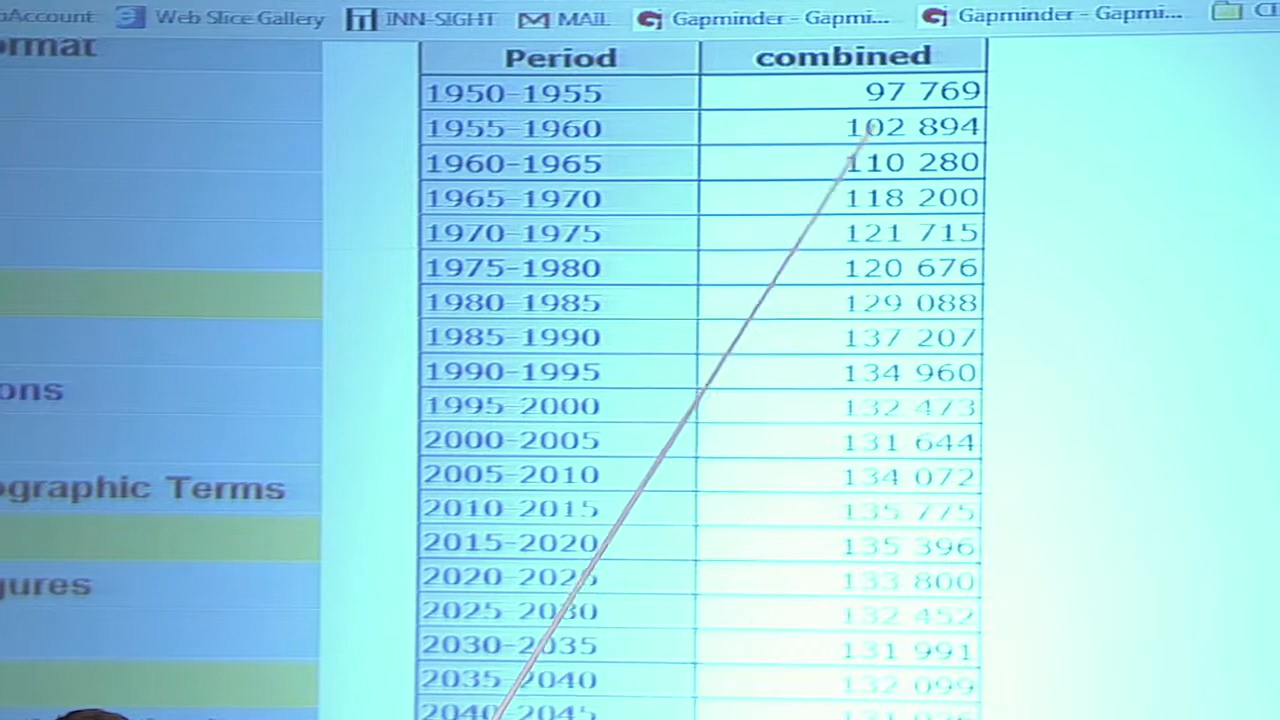 Account Web Slice Gallery INN-SIGHT MAIL Gapminder - Gapmi... Gapminder - Gapmi...
ormat
Period combined
1950-1955 97 769
1955-1960 102 894
1960-1965 110 280
1965-1970 118 200
1970-1975 121 715
1975-1980 120 676
1980-1985 129 088
1985-1990 137 207
1990-1995 134 960
ons
1995-2000 132 473
2000-2005 131 644
2005-2010 134 072
ographic Terms
2010-2015 135 775
2015-2020 135 396
2020-2025 133 800
gures
2025-2030 132 452
2030-2035 131 991
2035-2040 132 099
2040-2045